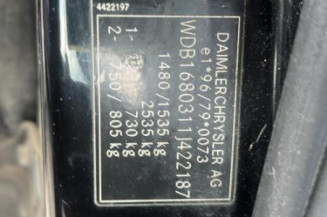 4422197
DAIMLERCHRYSLER AG
e1*96/79*0073
WDB1680311J422187
1480/1535 kg
2535 kg
1- 730 kg
2- 750/ 805 kg